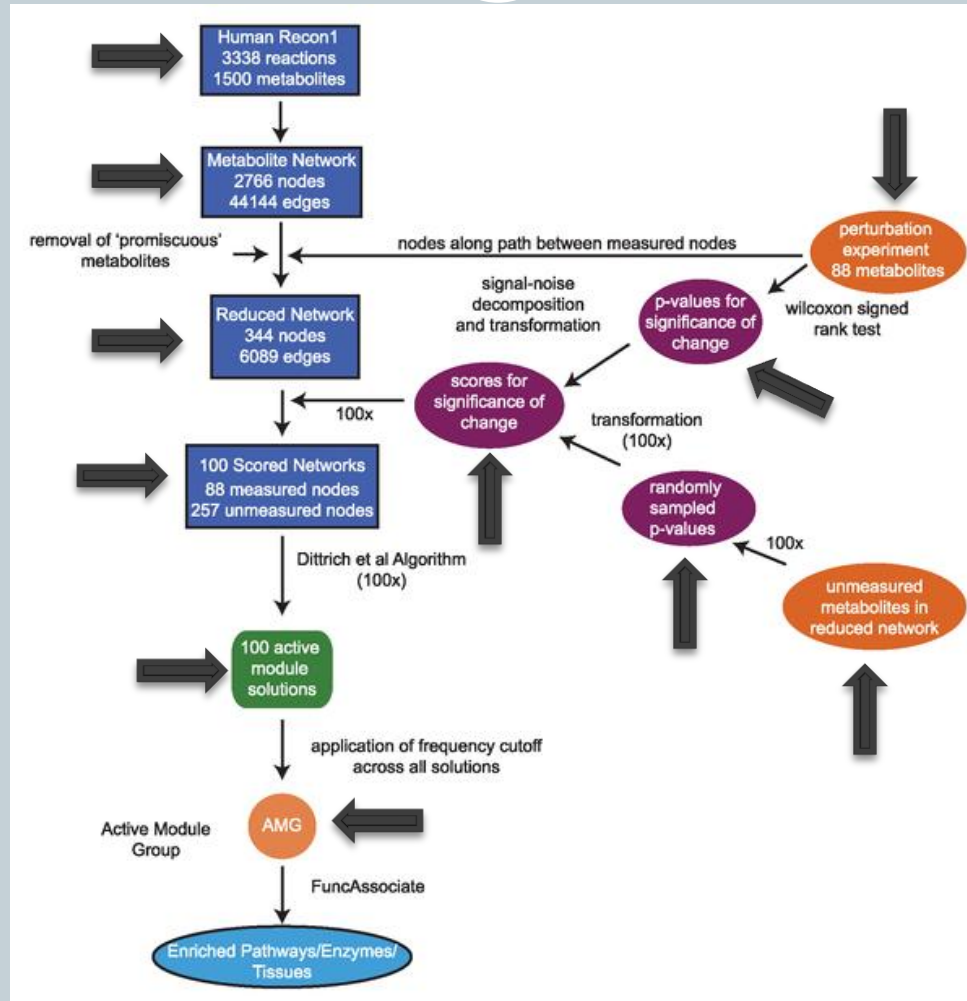 Human Recon1
3338 reactions
1500 metabolites
Metabolite Network
2766 nodes
44144 edges
removal of ‘promiscuous’
metabolites
nodes along path between measured nodes
perturbation
experiment
88 metabolites
signal-noise
decomposition
and transformation
p-values for
significance of
change
wilcoxon signed
rank test
Reduced Network
344 nodes
6089 edges
100x
scores for
significance of
change
transformation
(100x)
100 Scored Networks
88 measured nodes
257 unmeasured nodes
randomly
sampled
p-values
100x
unmeasured
metabolites in
reduced network
Dittrich et al Algorithm
(100x)
100 active
module
solutions
application of frequency cutoff
across all solutions
Active Module
Group
AMG
FuncAssociate
Enriched Pathways/Enzymes/
Tissues